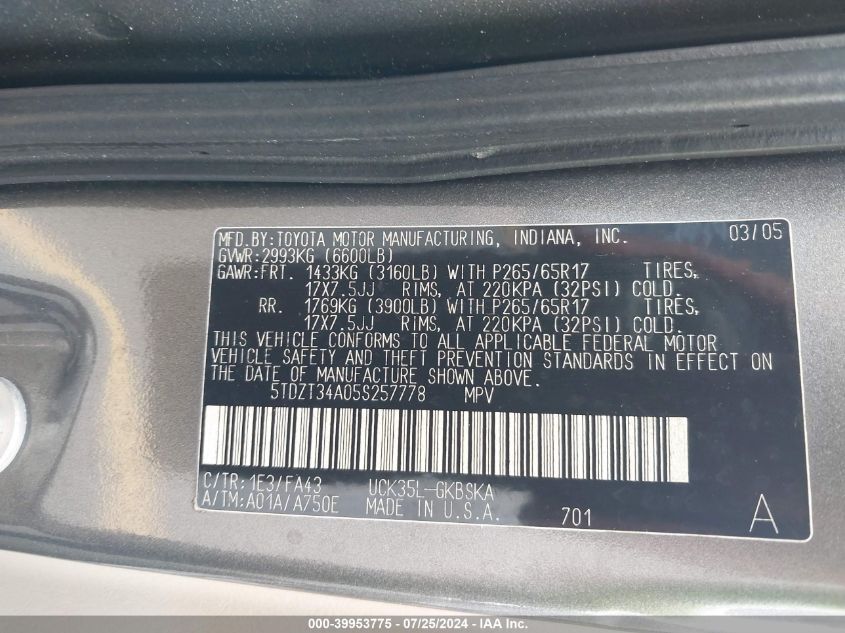 MFD.BY:TOYOTA MOTOR MANUFACTURING, INDIANA, INC. 03/05
GVWR:2993KG (6600LB)
GAWR:FRT. 1433KG (3160LB) WITH P265/65R17 TIRES,
17X7.5JJ RIMS, AT 220KPA (32PSI) COLD.
RR. 1769KG (3900LB) WITH P265/65R17 TIRES,
17X7.5JJ RIMS, AT 220KPA (32PSI) COLD.
THIS VEHICLE CONFORMS TO ALL APPLICABLE FEDERAL MOTOR
VEHICLE SAFETY AND THEFT PREVENTION STANDARDS IN EFFECT ON
THE DATE OF MANUFACTURE SHOWN ABOVE.
5TDZT34A05S257778 MPV
C/TR:1E3/FA43 UCK35L-GKBSKA
A/TM:A01A/A750E MADE IN U.S.A. 701 A
000-39953775 - 07/25/2024 - IAA Inc.